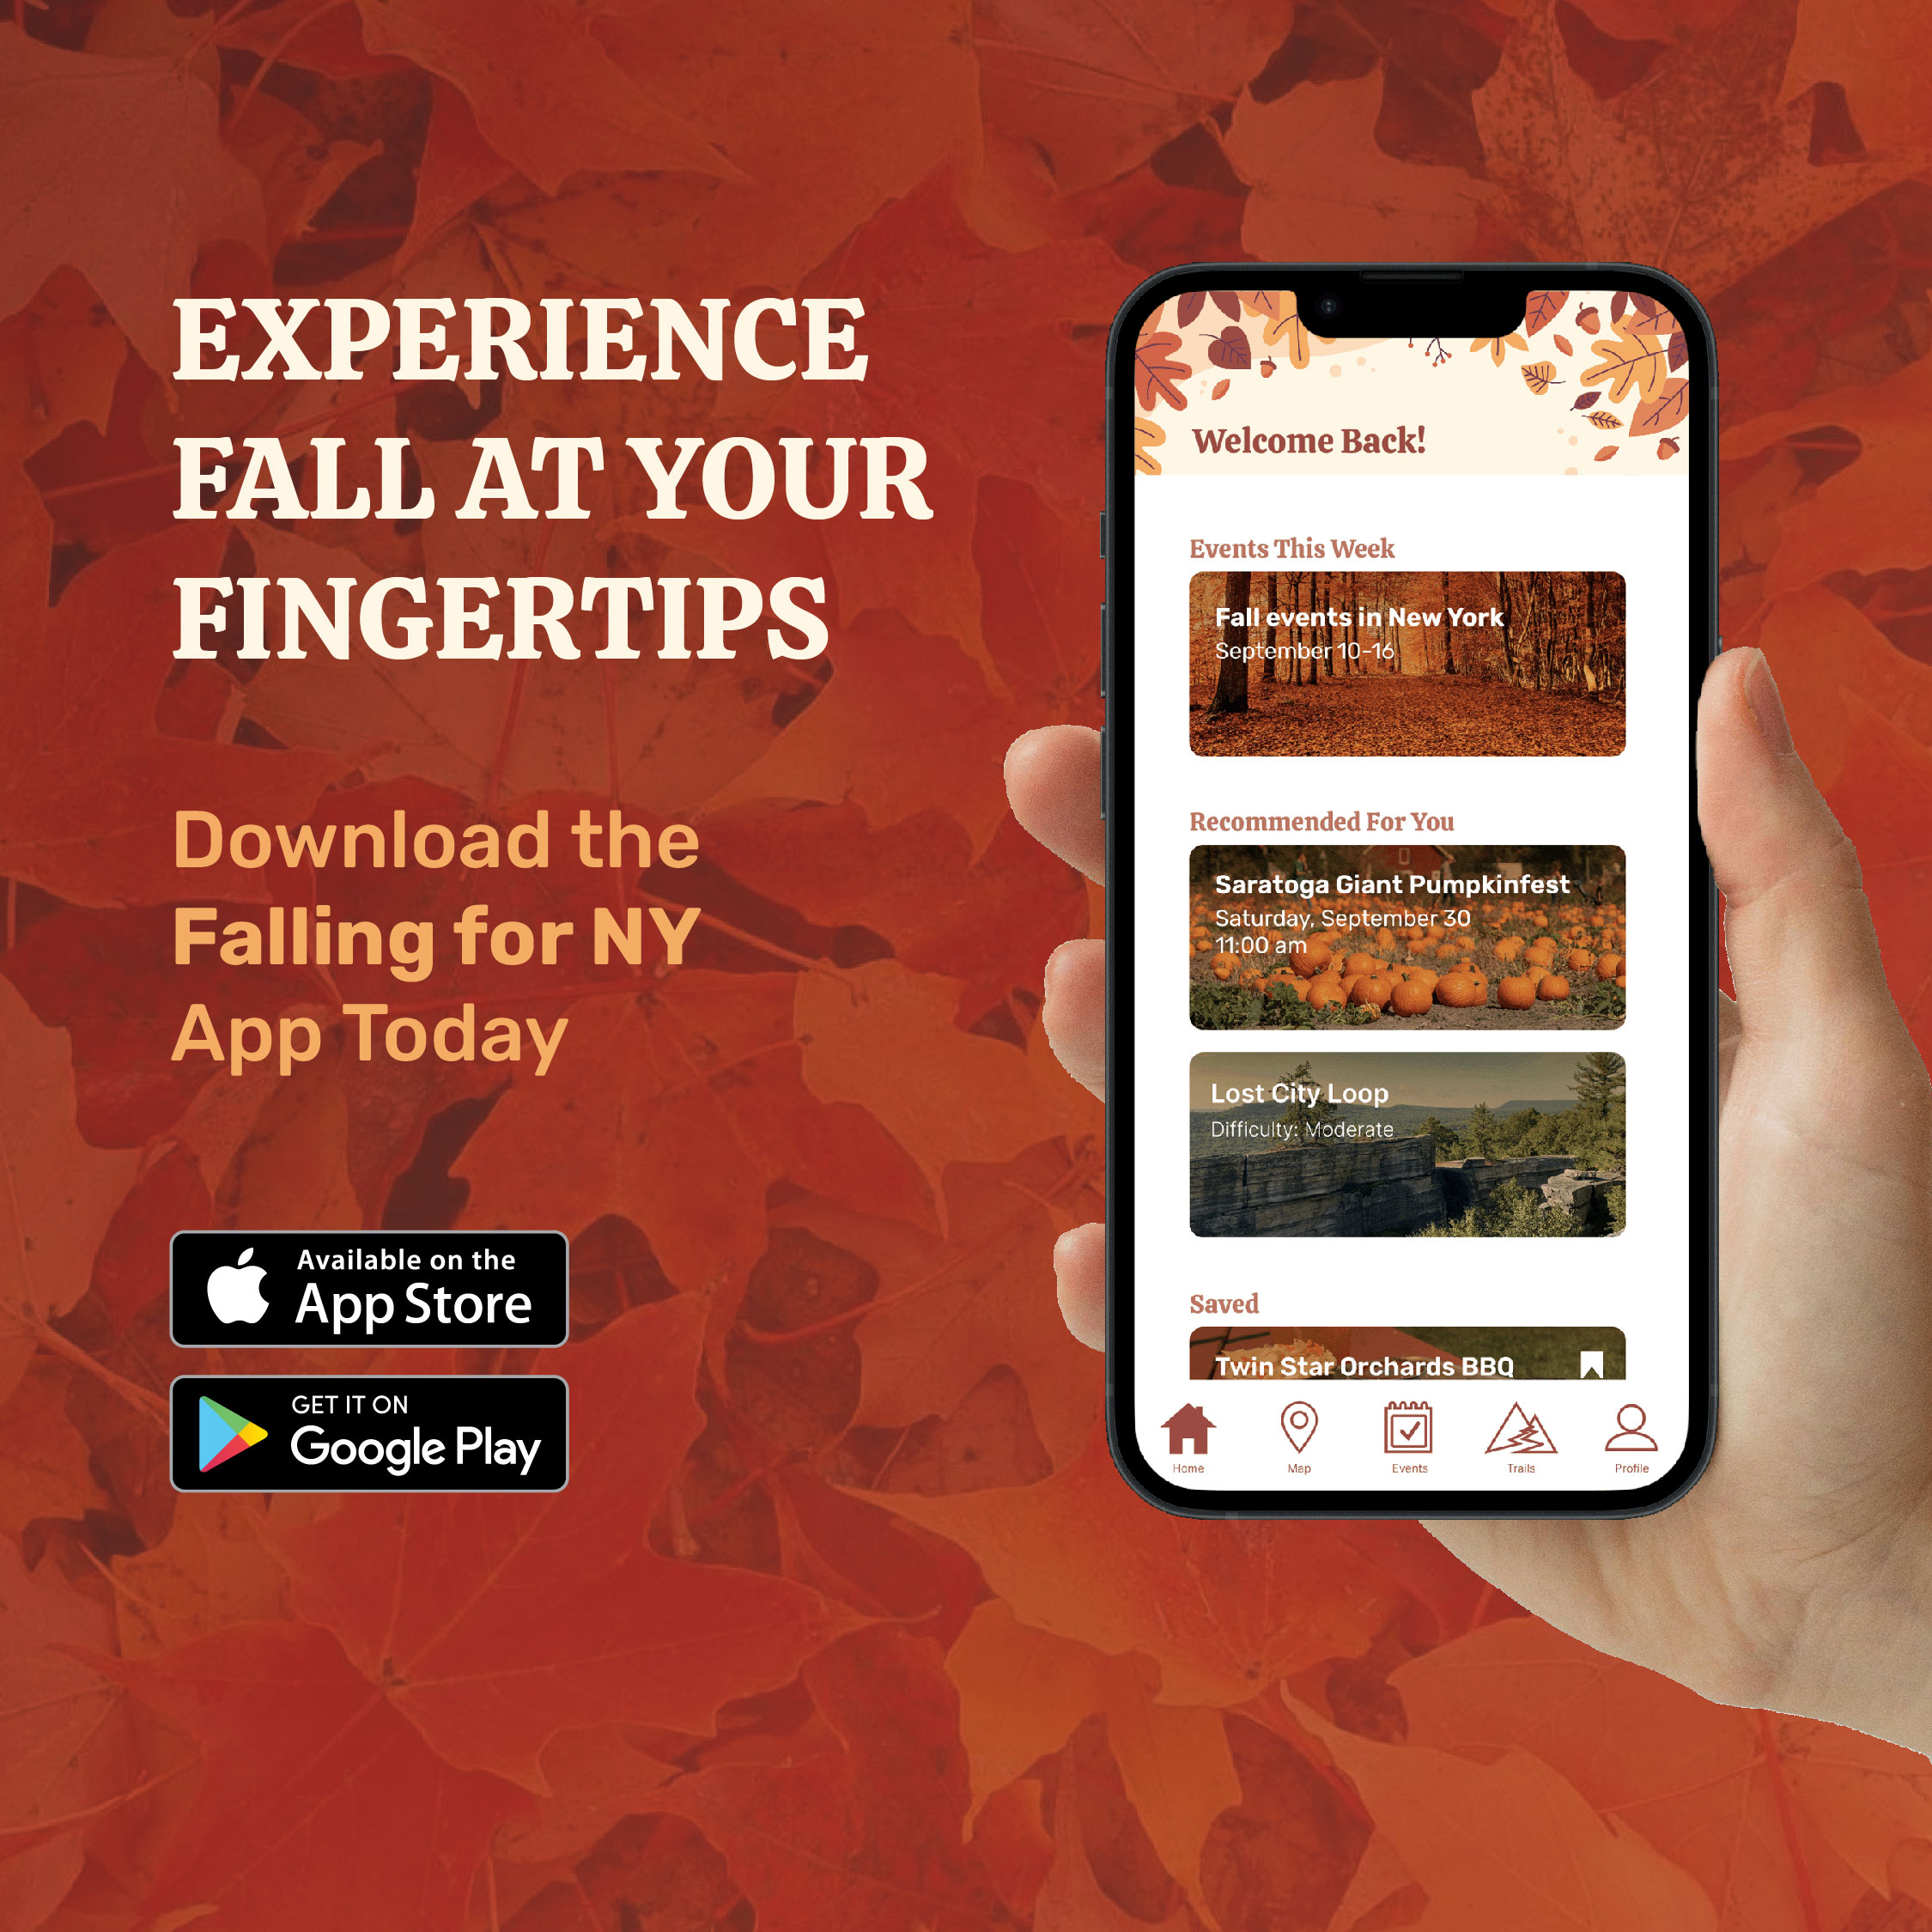 EXPERIENCE
FALL AT YOUR
FINGERTIPS
Download the
Falling for NY
App Today
Available on the
App Store
GET IT ON
Google Play
Welcome Back!
Events This Week
Fall events in New York
September 10-16
Recommended For You
Saratoga Giant Pumpkinfest
Saturday, September 30
11:00 am
Lost City Loop
Difficulty: Moderate
Saved
Twin Star Orchards BBQ
Home Map Events Trails Profile